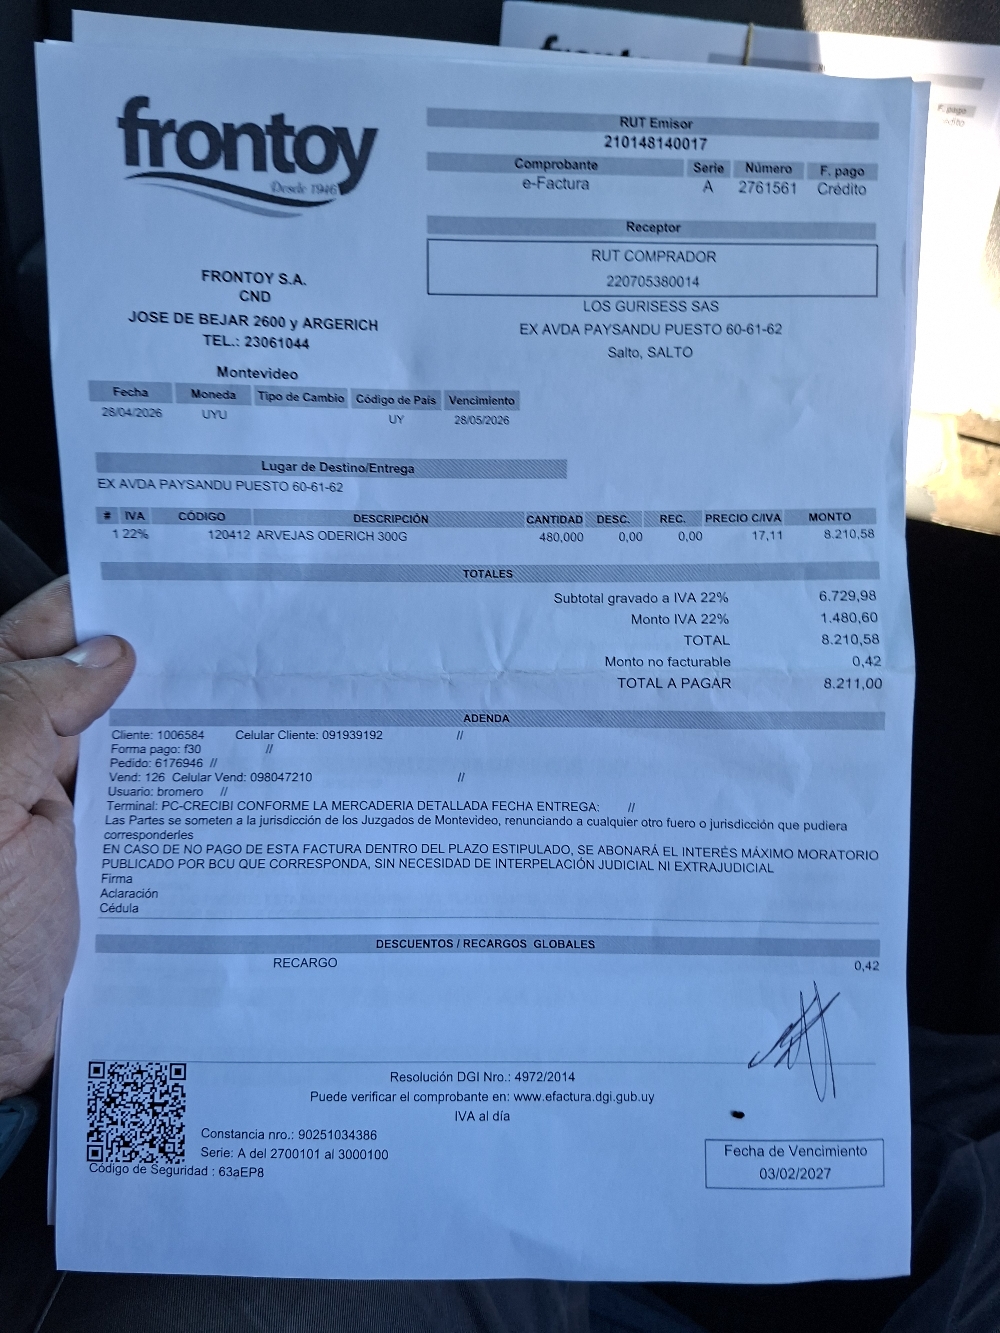 frontoy
Desde 1946
RUT Emisor
210148140017
Comprobante Serie Número F. pago
e-Factura A 2761561 Crédito
Receptor
RUT COMPRADOR
220705380014
LOS GURISESS SAS
EX AVDA PAYSANDU PUESTO 60-61-62
Salto, SALTO
FRONTOY S.A.
CND
JOSE DE BEJAR 2600 y ARGERICH
TEL.: 23061044
Montevideo
Fecha Moneda Tipo de Cambio Código de País Vencimiento
28/04/2026 UYU UY 28/05/2026
Lugar de Destino/Entrega
EX AVDA PAYSANDU PUESTO 60-61-62
# IVA CÓDIGO DESCRIPCIÓN CANTIDAD DESC. REC. PRECIO C/IVA MONTO
1 22% 120412 ARVEJAS ODERICH 300G 480,000 0,00 0,00 17,11 8.210,58
TOTALES
Subtotal gravado a IVA 22% 6.729,98
Monto IVA 22% 1.480,60
TOTAL 8.210,58
Monto no facturable 0,42
TOTAL A PAGAR 8.211,00
ADENDA
Cliente: 1006584 Celular Cliente: 091939192 //
Forma pago: f30 //
Pedido: 6176946 //
Vend: 126 Celular Vend: 098047210 //
Usuario: bromero //
Terminal: PC-CRECIBI CONFORME LA MERCADERIA DETALLADA FECHA ENTREGA: //
Las Partes se someten a la jurisdicción de los Juzgados de Montevideo, renunciando a cualquier otro fuero o jurisdicción que pudiera
corresponderles
EN CASO DE NO PAGO DE ESTA FACTURA DENTRO DEL PLAZO ESTIPULADO, SE ABONARÁ EL INTERÉS MÁXIMO MORATORIO
PUBLICADO POR BCU QUE CORRESPONDA, SIN NECESIDAD DE INTERPELACIÓN JUDICIAL NI EXTRAJUDICIAL
Firma
Aclaración
Cédula
DESCUENTOS / RECARGOS GLOBALES
RECARGO 0,42
Resolución DGI Nro.: 4972/2014
Puede verificar el comprobante en: www.efactura.dgi.gub.uy
IVA al día
Constancia nro.: 90251034386
Serie: A del 2700101 al 3000100
Código de Seguridad : 63aEP8
Fecha de Vencimiento
03/02/2027
F. pago